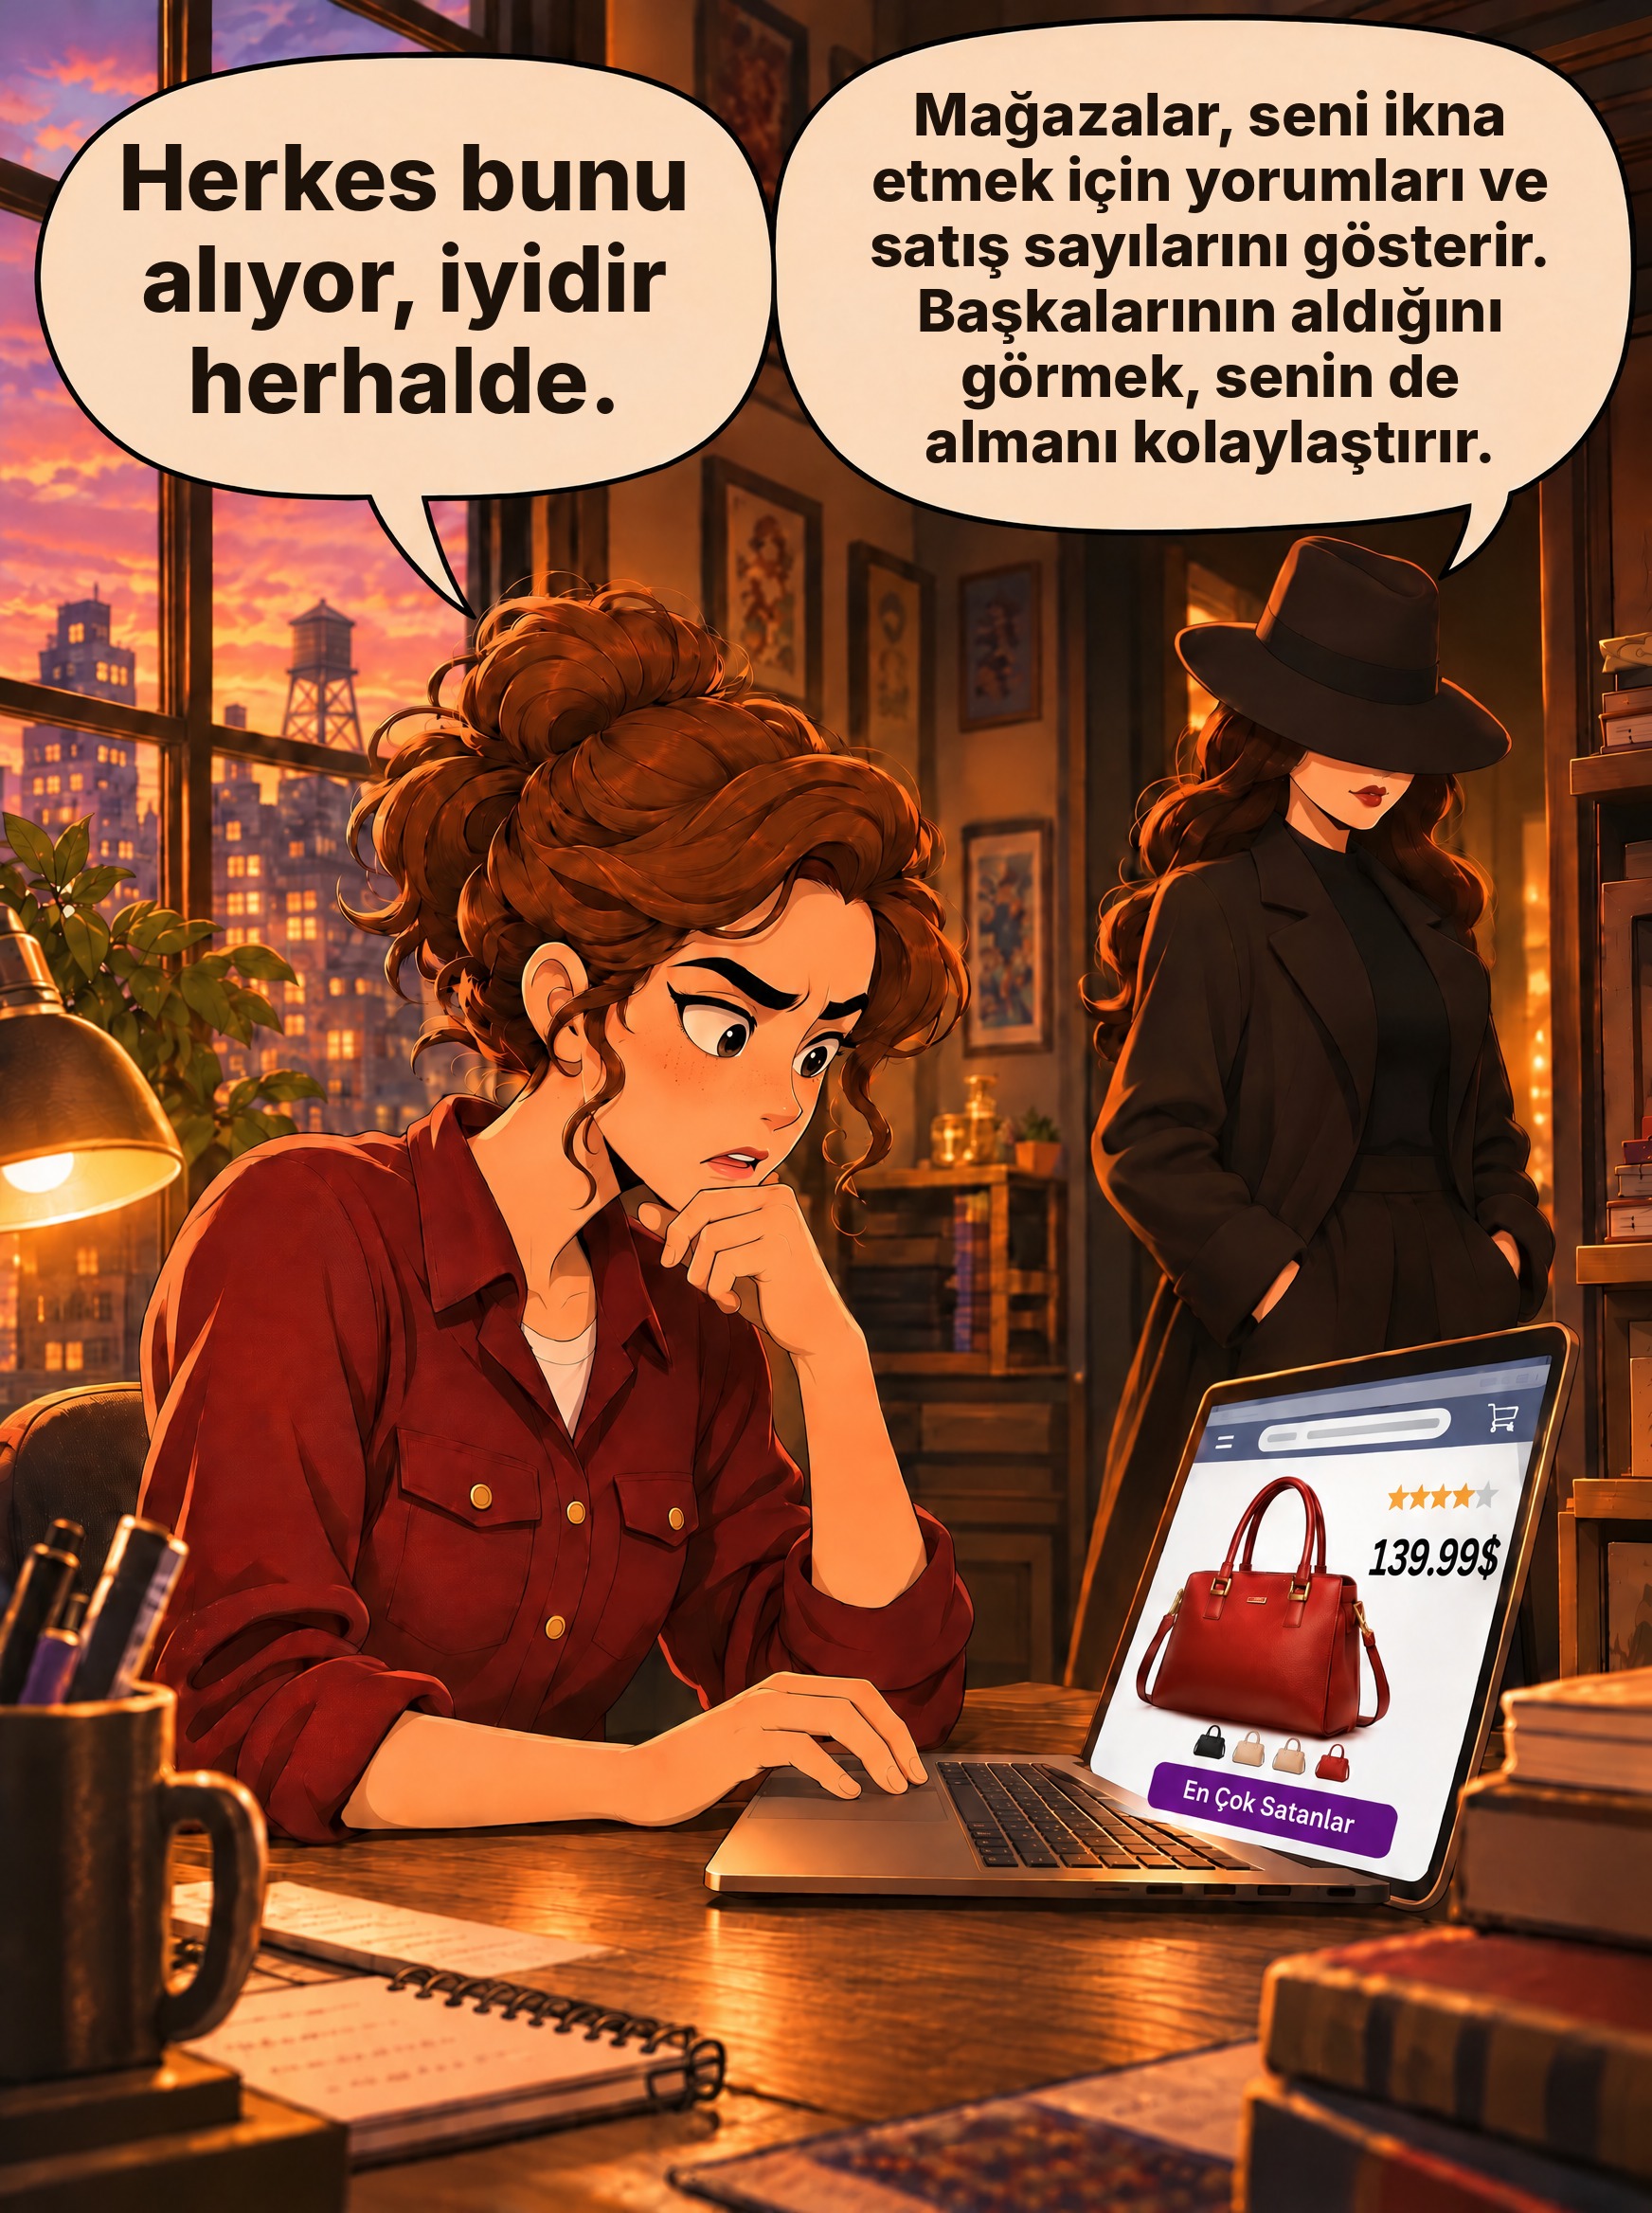 Herkes bunu
alıyor, iyidir
herhalde.
Mağazalar, seni ikna
etmek için yorumları ve
satış sayılarını gösterir.
Başkalarının aldığını
görmek, senin de
almanı kolaylaştırır.
139.99$
En Çok Satanlar